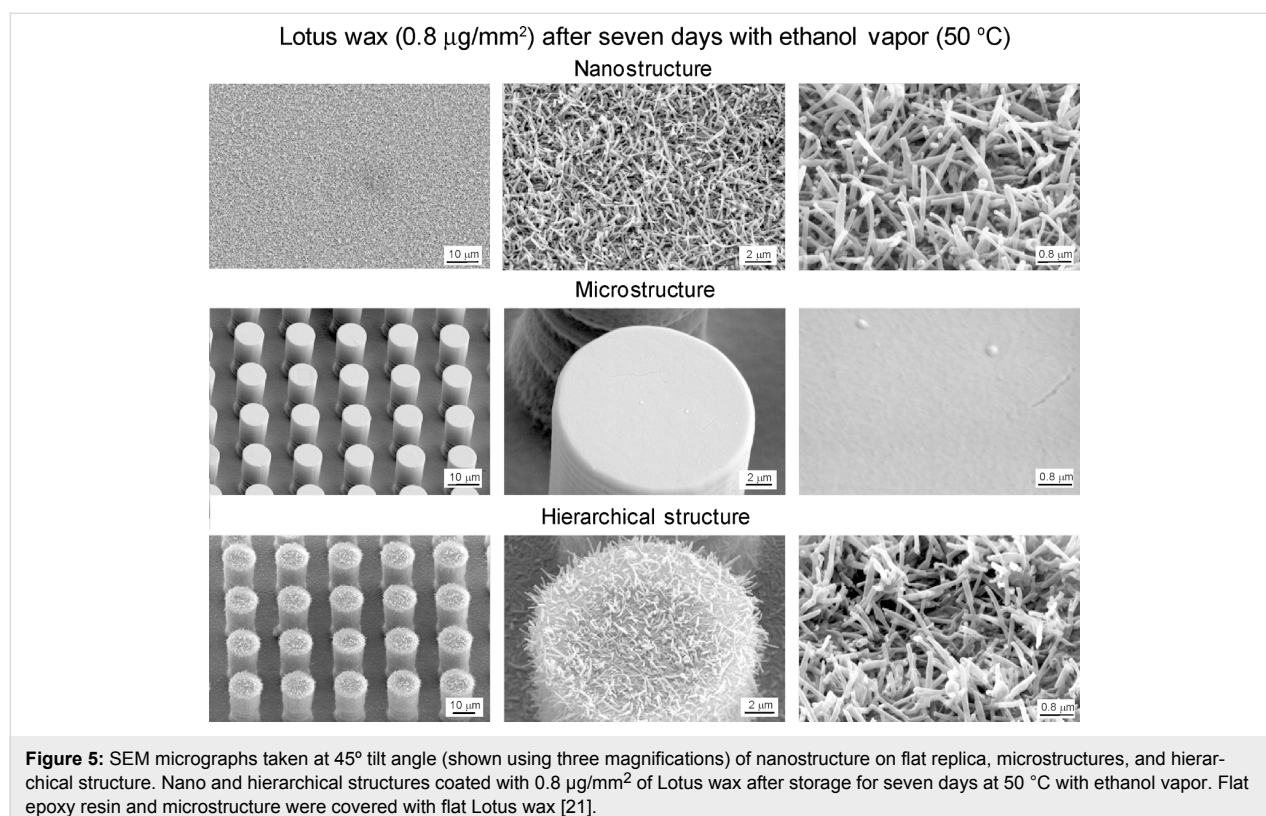 Lotus wax (0.8 μg/mm²) after seven days with ethanol vapor (50 ºC)
Nanostructure
10 μm
2 μm
0.8 μm
Microstructure
10 μm
2 μm
0.8 μm
Hierarchical structure
10 μm
2 μm
0.8 μm
Figure 5: SEM micrographs taken at 45º tilt angle (shown using three magnifications) of nanostructure on flat replica, microstructures, and hierar-
chical structure. Nano and hierarchical structures coated with 0.8 µg/mm² of Lotus wax after storage for seven days at 50 °C with ethanol vapor. Flat
epoxy resin and microstructure were covered with flat Lotus wax [21].